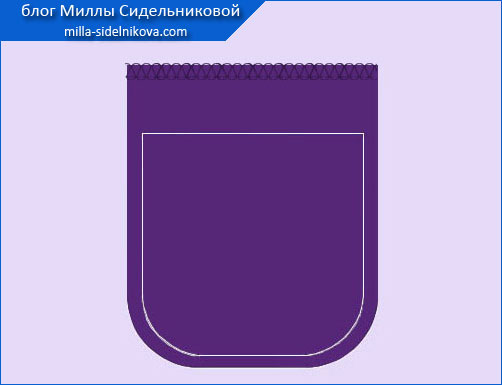 блог Миллы Сидельниковой
milla-sidelnikova.com